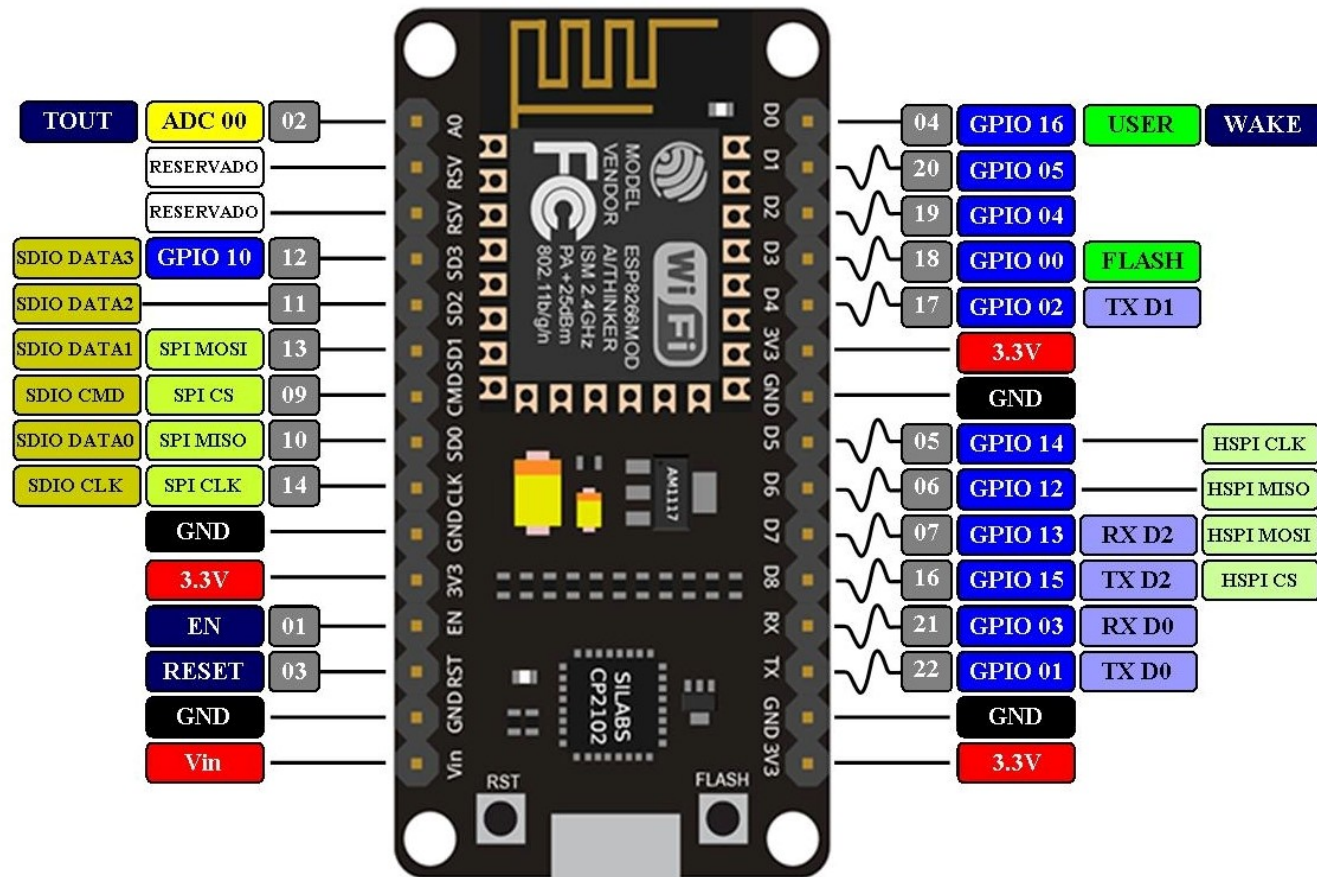 TOUT ADC 00 02 A0
RESERVADO RSV
RESERVADO RSV
SDIO DATA3 GPIO 10 12 SD3
SDIO DATA2 11 SD2
SDIO DATA1 SPI MOSI 13 SD1
SDIO CMD SPI CS 09 CMD
SDIO DATA0 SPI MISO 10 SD0
SDIO CLK SPI CLK 14 CLK
GND GND
3.3V 3V3
EN 01 EN
RESET 03 RST
GND GND
Vin Vin
MODEL
VENDOR
ESP8266MOD
AI/THINKER
ISM 2.4GHz
PA +25dBm
802.11b/g/n
FC
WiFi
AM1117
SILABS
CP2102
RST
FLASH
D0 04 GPIO 16 USER WAKE
D1 20 GPIO 05
D2 19 GPIO 04
D3 18 GPIO 00 FLASH
D4 17 GPIO 02 TX D1
3V3 3.3V
GND GND
D5 05 GPIO 14 HSPI CLK
D6 06 GPIO 12 HSPI MISO
D7 07 GPIO 13 RX D2 HSPI MOSI
D8 16 GPIO 15 TX D2 HSPI CS
RX 21 GPIO 03 RX D0
TX 22 GPIO 01 TX D0
GND GND
3V3 3.3V